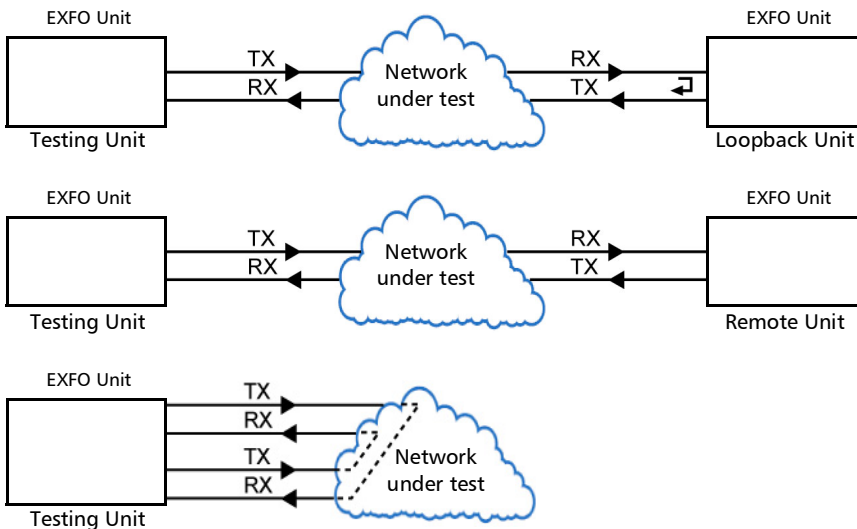 EXFO Unit
EXFO Unit
TX
RX
RX
TX
Network
under test
Testing Unit
Loopback Unit
EXFO Unit
EXFO Unit
TX
RX
RX
TX
Network
under test
Testing Unit
Remote Unit
EXFO Unit
TX
RX
TX
RX
Network
under test
Testing Unit